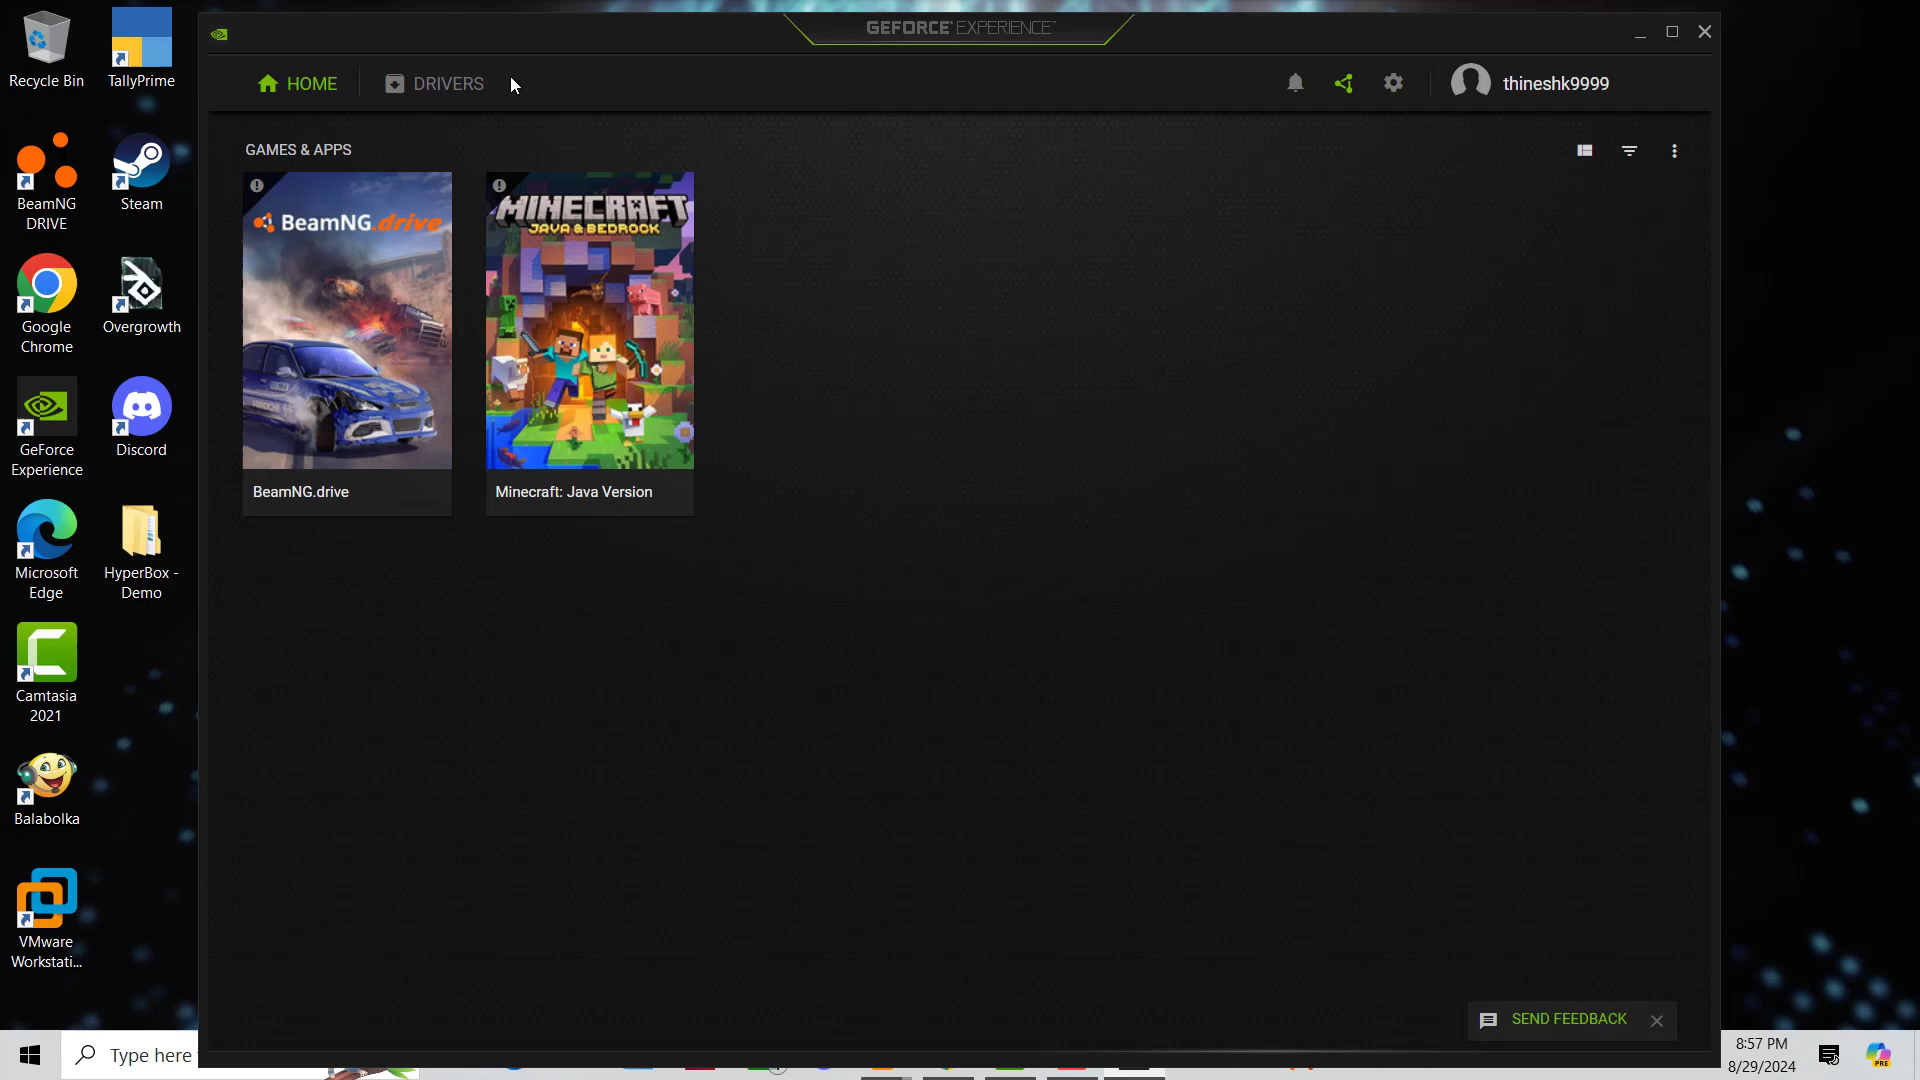 GEFORCE EXPERIENCE
HOME
DRIVERS
thineshk9999
GAMES & APPS
BeamNG.drive
BeamNG.drive
MINECRAFT
JAVA & BEDROCK
Minecraft: Java Version
SEND FEEDBACK
Recycle Bin
TallyPrime
BeamNG
DRIVE
Steam
Google
Chrome
Overgrowth
GeForce
Experience
Discord
Microsoft
Edge
HyperBox -
Demo
Camtasia
2021
Balabolka
VMware
Workstati...
Type here
8:57 PM
8/29/2024
PRE